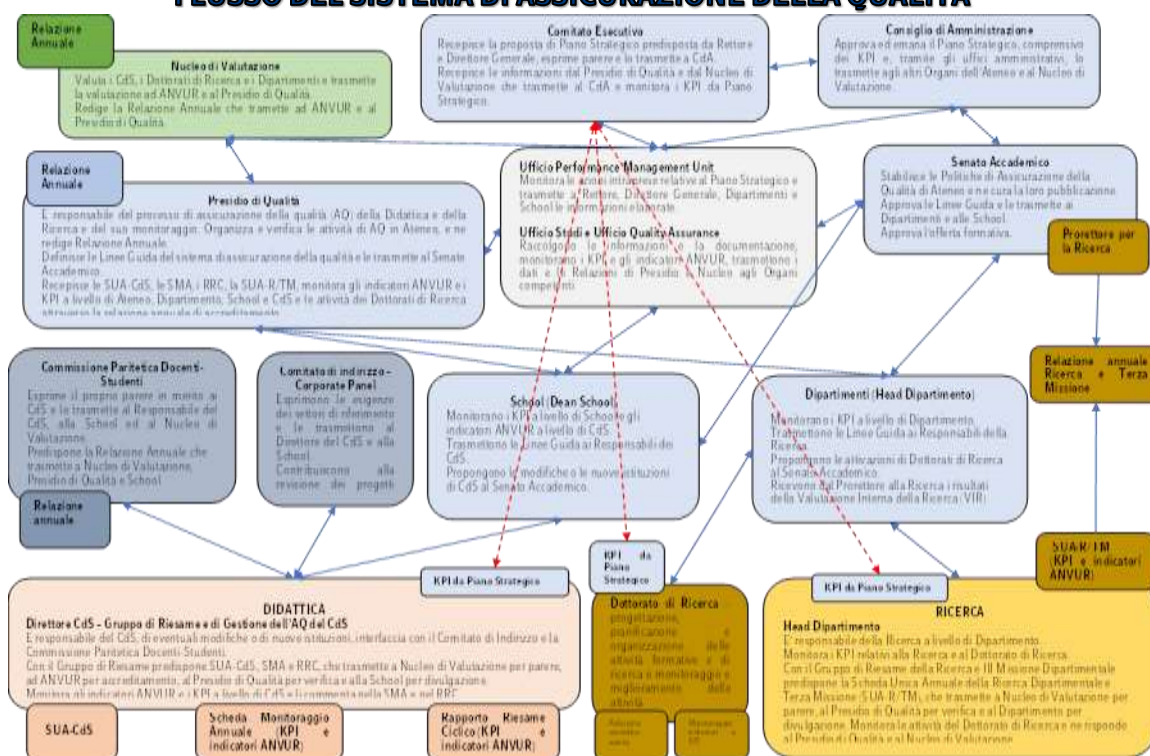 FLUSSO DEL SISTEMA DI ASSICURAZIONE DELLA QUALITÀ
Relazione
Annuale
Nucleo di Valutazione
Valuta i CdS, i Dottorati di Ricerca e i Dipartimenti e trasmette
la valutazione ad ANVUR e al Presidio di Qualità.
Redige la Relazione Annuale che tramette ad ANVUR e al
Presidio di Qualità.
Comitato Esecutivo
Recepisce la proposta di Piano Strategico predisposta da Rettore
e Direttore Generale, esprime parere e la trasmette a CdA.
Recepisce le informazioni dal Presidio di Qualità e dal Nucleo di
Valutazione che trasmette al CdA e monitora i KPI da Piano
Strategico.
Consiglio di Amministrazione
Approva ed emana il Piano Strategico, comprensivo
dei KPI e, tramite gli uffici amministrativi, lo
trasmette agli altri Organi dell'Ateneo e al Nucleo di
Valutazione.
Relazione
Annuale
Presidio di Qualità
E' responsabile del processo di assicurazione della qualità (AQ) della Didattica e della
Ricerca e del suo monitoraggio. Organizza e verifica le attività di AQ in Ateneo, e ne
redige Relazione Annuale.
Definisce le Linee Guida del sistema di assicurazione della qualità e le trasmette al Senato
Accademico.
Recepisce le SUA-CdS, le SMA, i RRC, la SUA-R/TM, monitora gli indicatori ANVUR e i
KPI a livello di Ateneo, Dipartimento, School e CdS e le attività dei Dottorati di Ricerca
attraverso la relazione annuale di accreditamento.
Ufficio Performance Management Unit
Monitora le azioni intraprese relative al Piano Strategico e
trasmette a Rettore, Direttore Generale, Dipartimenti e
School le informazioni elaborate.
Ufficio Studi e Ufficio Quality Assurance
Raccolgono le informazioni e la documentazione,
monitorano i KPI e gli indicatori ANVUR, trasmettono i
dati e le Relazioni di Presidio e Nucleo agli Organi
competenti
Senato Accademico
Stabilisce le Politiche di Assicurazione della
Qualità di Ateneo e ne cura la loro pubblicazione.
Approva le Linee Guida e le trasmette ai
Dipartimenti e alle School.
Approva l'offerta formativa.
Prorettore per
la Ricerca
Commissione Paritetica Docenti-
Studenti
Esprime il proprio parere in merito ai
CdS e lo trasmette al Responsabile del
CdS, alla School ed al Nucleo di
Valutazione.
Predispone la Relazione Annuale che
trasmette a Nucleo di Valutazione,
Presidio di Qualità e School
Relazione
annuale
Comitato di indirizzo -
Corporate Panel
Esprimono le esigenze
dei settori di riferimento
e le trasmettono al
Direttore del CdS e alla
School.
Contribuiscono alla
revisione dei progetti
School (Dean School)
Monitorano i KPI a livello di School e gli
indicatori ANVUR a livello di CdS.
Trasmettono le Linee Guida ai Responsabili dei
CdS.
Propongono le modifiche o le nuove istituzioni
di CdS al Senato Accademico.
Dipartimenti (Head Dipartimento)
Monitorano i KPI a livello di Dipartimento.
Trasmettono le Linee Guida ai Responsabili della
Ricerca.
Propongono le attivazioni di Dottorati di Ricerca
al Senato Accademico.
Ricevono dal Prorettore alla Ricerca i risultati
della Valutazione Interna della Ricerca (VIR)
Relazione annuale
Ricerca e Terza
Missione
SUA-R/TM
(KPI e indicatori
ANVUR)
KPI da Piano Strategico
DIDATTICA
Direttore CdS - Gruppo di Riesame e di Gestione dell'AQ del CdS
E responsabile del CdS, di eventuali modifiche o di nuove istituzioni, interfaccia con il Comitato di Indirizzo e la
Commissione Paritetica Docenti-Studenti.
Con il Gruppo di Riesame predispone SUA-CdS, SMA e RRC, che trasmette a Nucleo di Valutazione per parere,
ad ANVUR per accreditamento, al Presidio di Qualità per verifica e alla School per divulgazione.
Monitora gli indicatori ANVUR e i KPI a livello di CdS e li commenta nella SMA e nel RRC
SUA-CdS
Scheda Monitoraggio
Annuale (KPI e
indicatori ANVUR)
Rapporto Riesame
Ciclico (KPI e
indicatori ANVUR)
KPI da
Piano
Strategico
Dottorato di Ricerca
progettazione,
pianificazione e
organizzazione delle
attività formative e di
ricerca e monitoraggio e
miglioramento delle
attività
KPI da Piano Strategico
RICERCA
Head Dipartimento
E' responsabile della Ricerca a livello di Dipartimento.
Monitora i KPI relativi alla Ricerca e al Dottorato di Ricerca.
Con il Gruppo di Riesame della Ricerca e III Missione Dipartimentale
predispone la Scheda Unica Annuale della Ricerca Dipartimentale e
Terza Missione (SUA-R/TM), che trasmette a Nucleo di Valutazione per
parere, al Presidio di Qualità per verifica e al Dipartimento per
divulgazione. Monitora le attività del Dottorato di Ricerca e ne risponde
al Presidio di Qualità e al Nucleo di Valutazione.